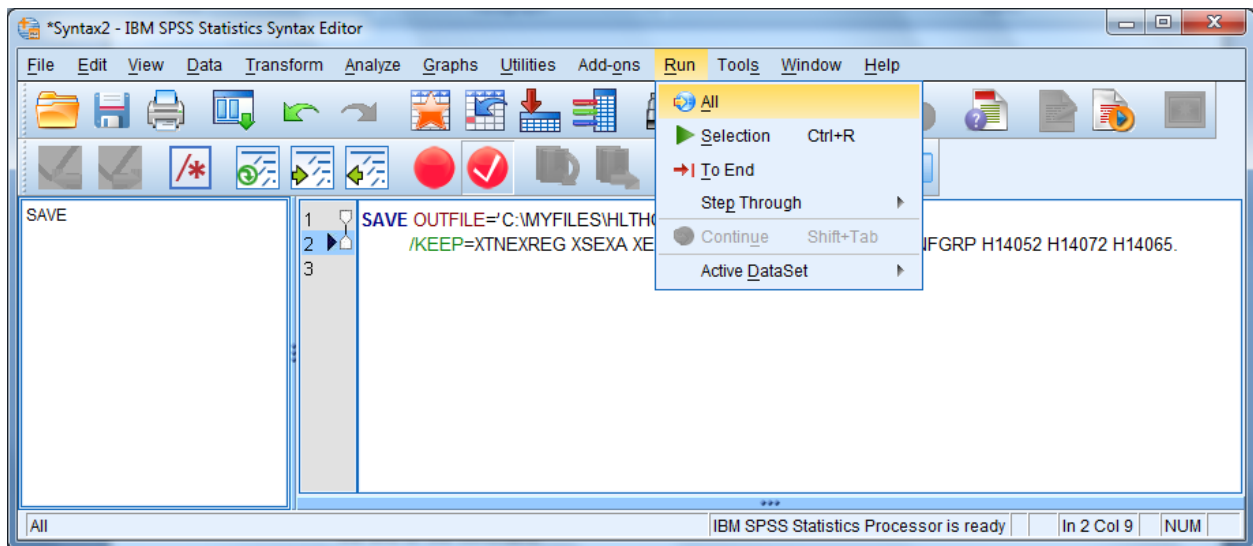 *Syntax2 - IBM SPSS Statistics Syntax Editor
File Edit View Data Transform Analyze Graphs Utilities Add-ons Run Tools Window Help
All
Selection Ctrl+R
To End
Step Through
Continue Shift+Tab
Active DataSet
/*
SAVE
1 SAVE OUTFILE='C:\MYFILES\
2 /KEEP=XTNEXREG XSEXA H14052 H14072 H14065.
3
All IBM SPSS Statistics Processor is ready In 2 Col 9 NUM